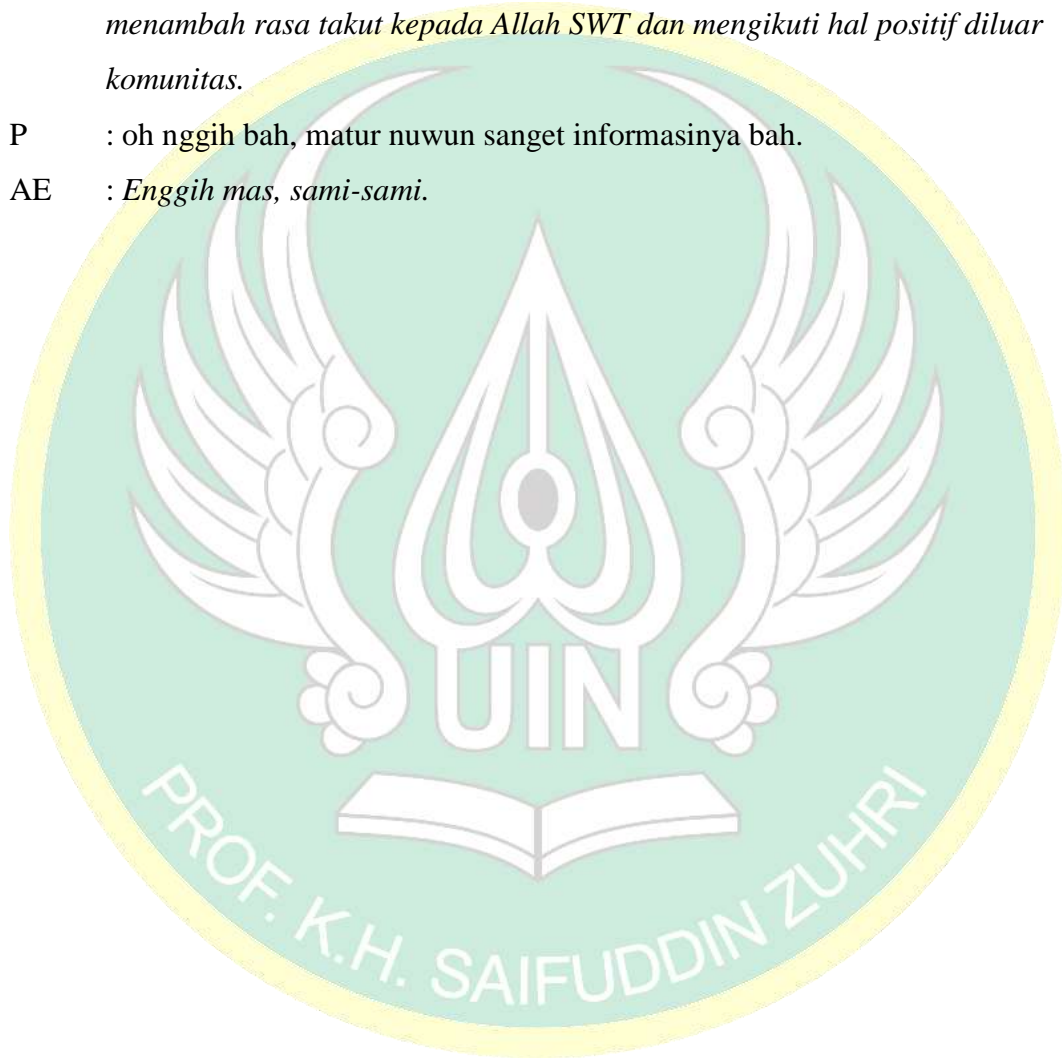 menambah rasa takut kepada Allah SWT dan mengikuti hal positif diluar
komunitas.
P : oh nggih bah, matur nuwun sanget informasinya bah.
AE : Enggih mas, sami-sami.
UIN
PROF. K.H. SAIFUDDIN ZUHRI